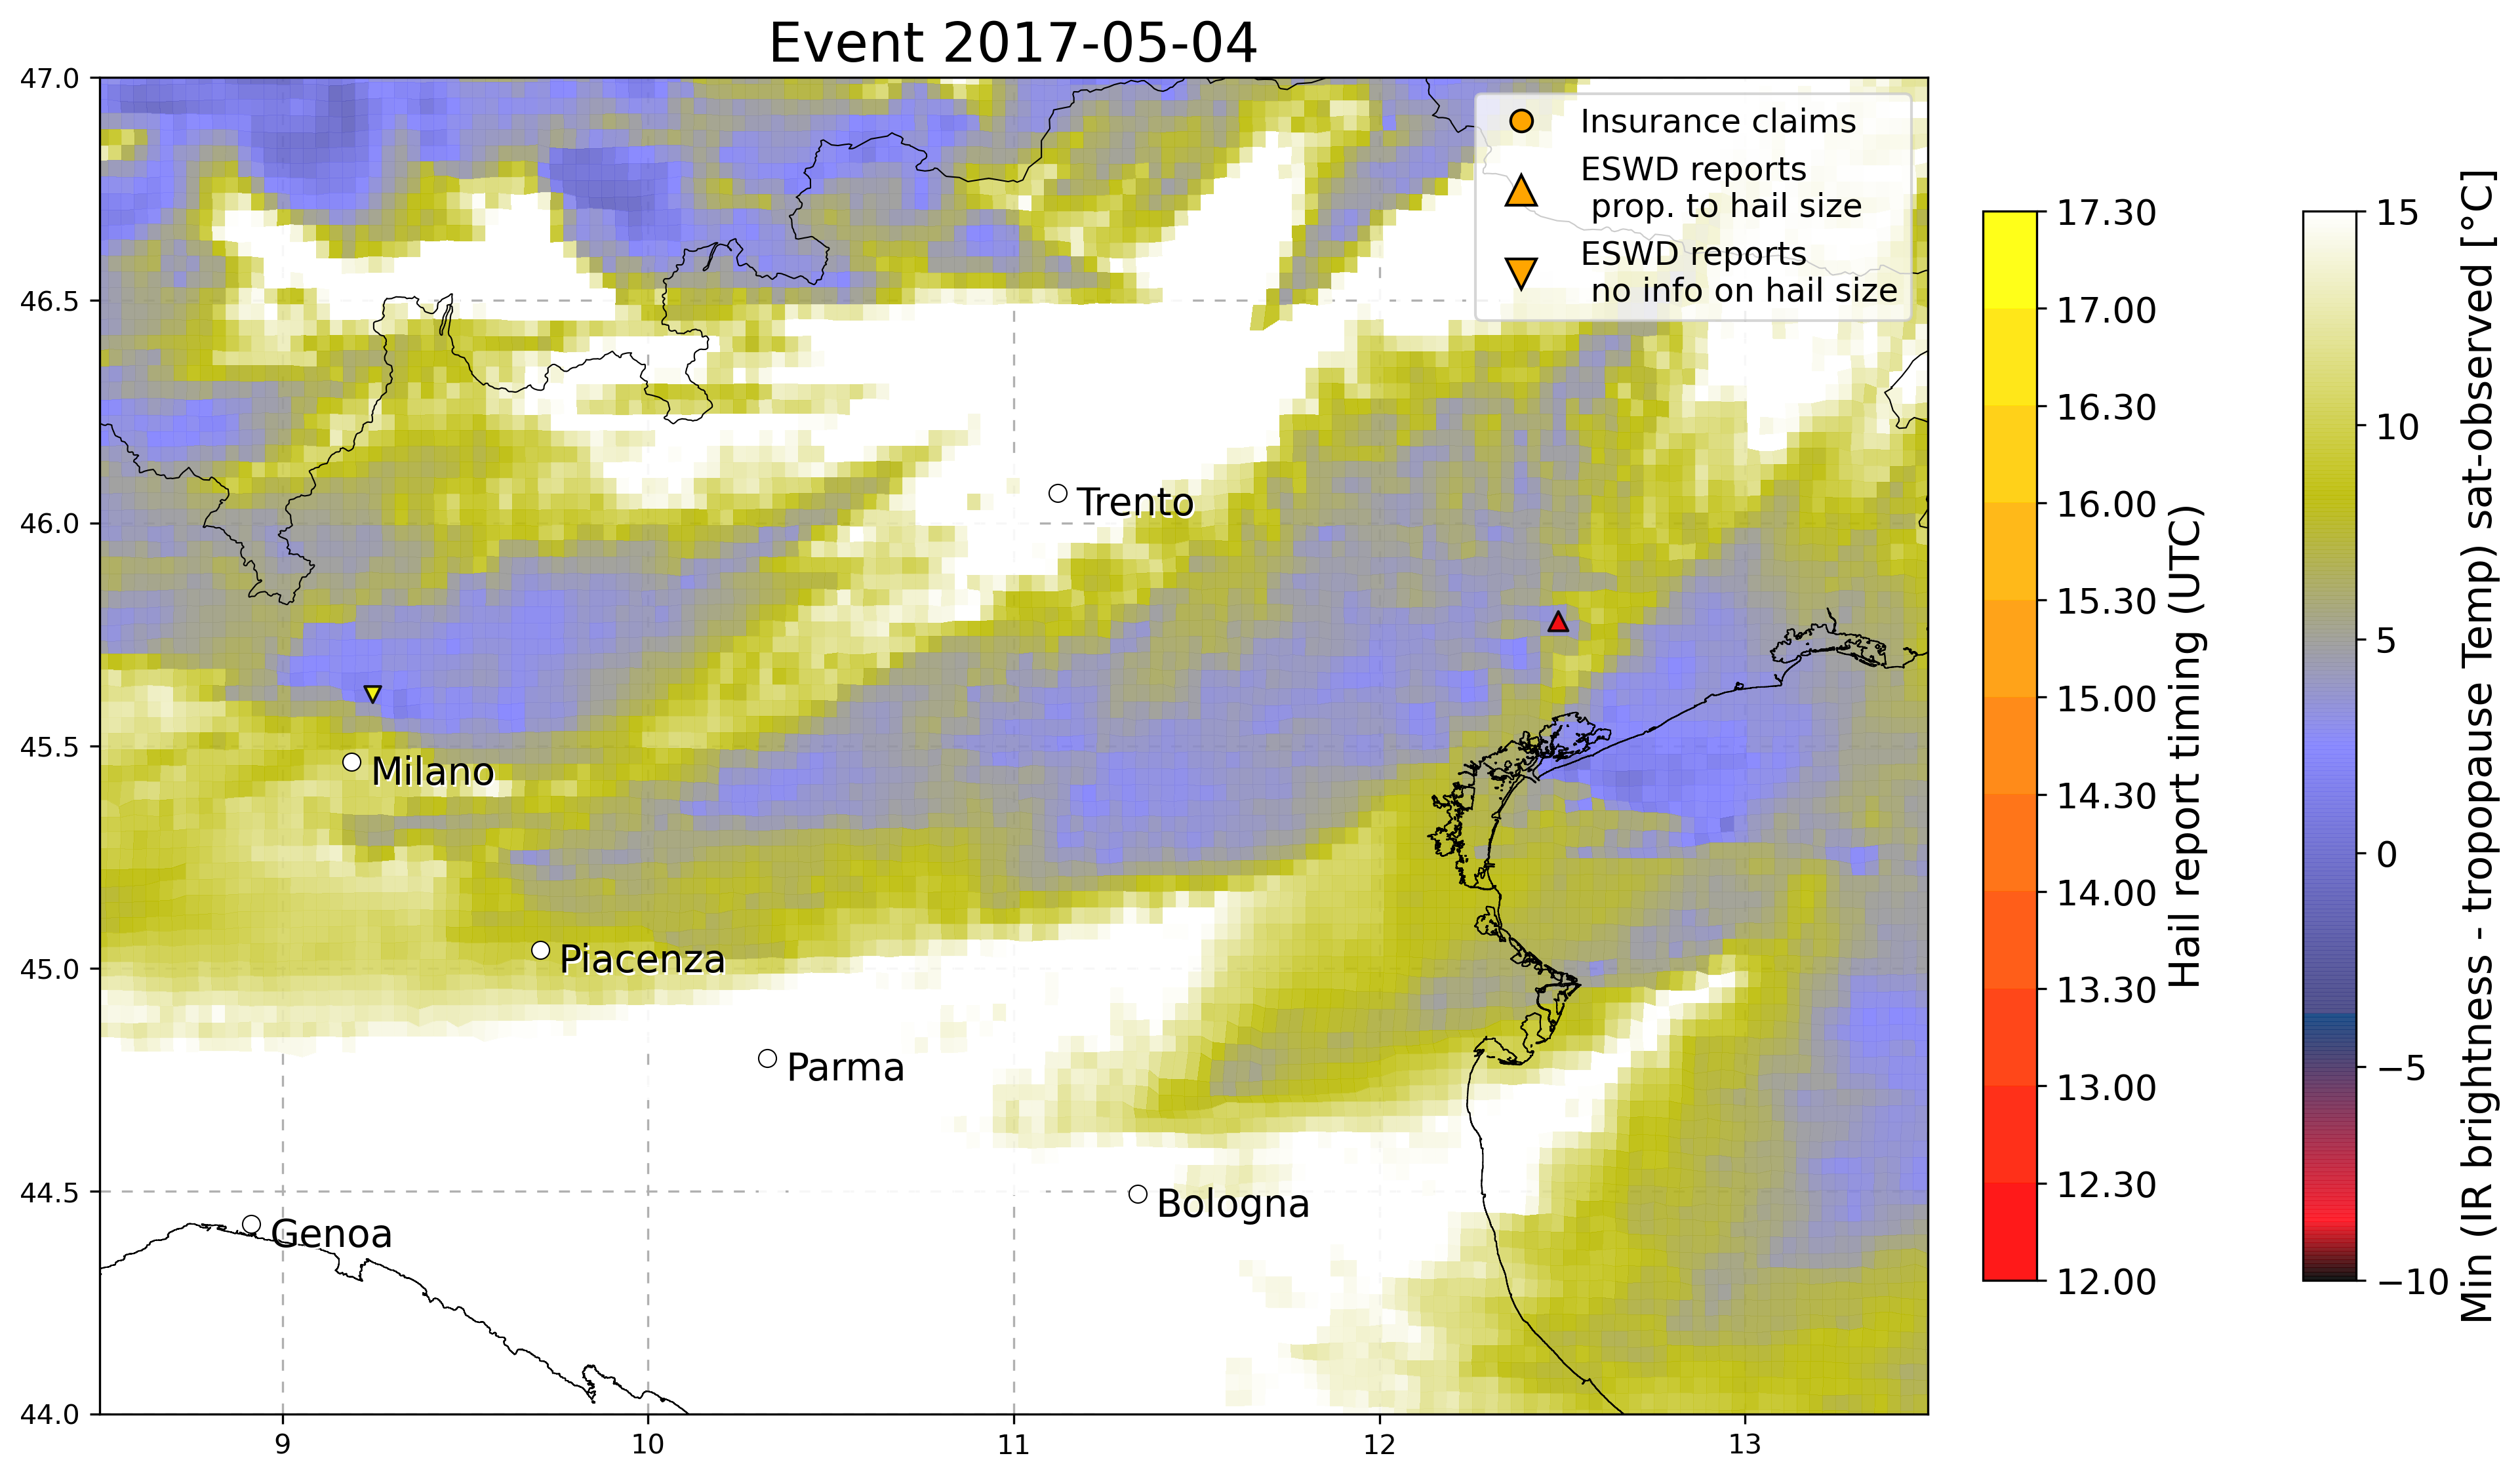 Event 2017-05-04
47.0
46.5
46.0
45.5
45.0
44.5
44.0
9
10
11
12
13
Insurance claims
ESWD reports
prop. to hail size
ESWD reports
no info on hail size
Trento
Milano
Piacenza
Parma
Bologna
Genoa
17.30
17.00
16.30
16.00
15.30
15.00
14.30
14.00
13.30
13.00
12.30
12.00
Hail report timing (UTC)
15
10
5
0
−5
−10
Min (IR brightness - tropopause Temp) sat-observed [°C]